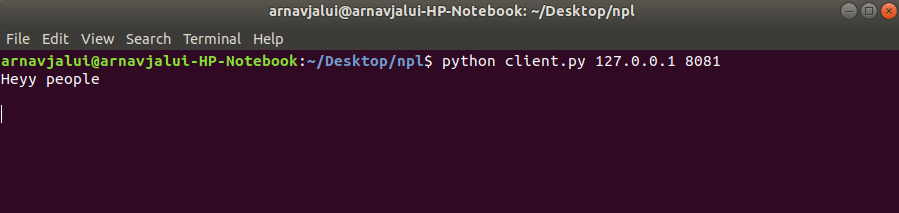 arnavjalui@arnavjalui-HP-Notebook: ~/Desktop/npl
File Edit View Search Terminal Help
arnavjalui@arnavjalui-HP-Notebook:~/Desktop/npl$ python client.py 127.0.0.1 8081
Heyy people